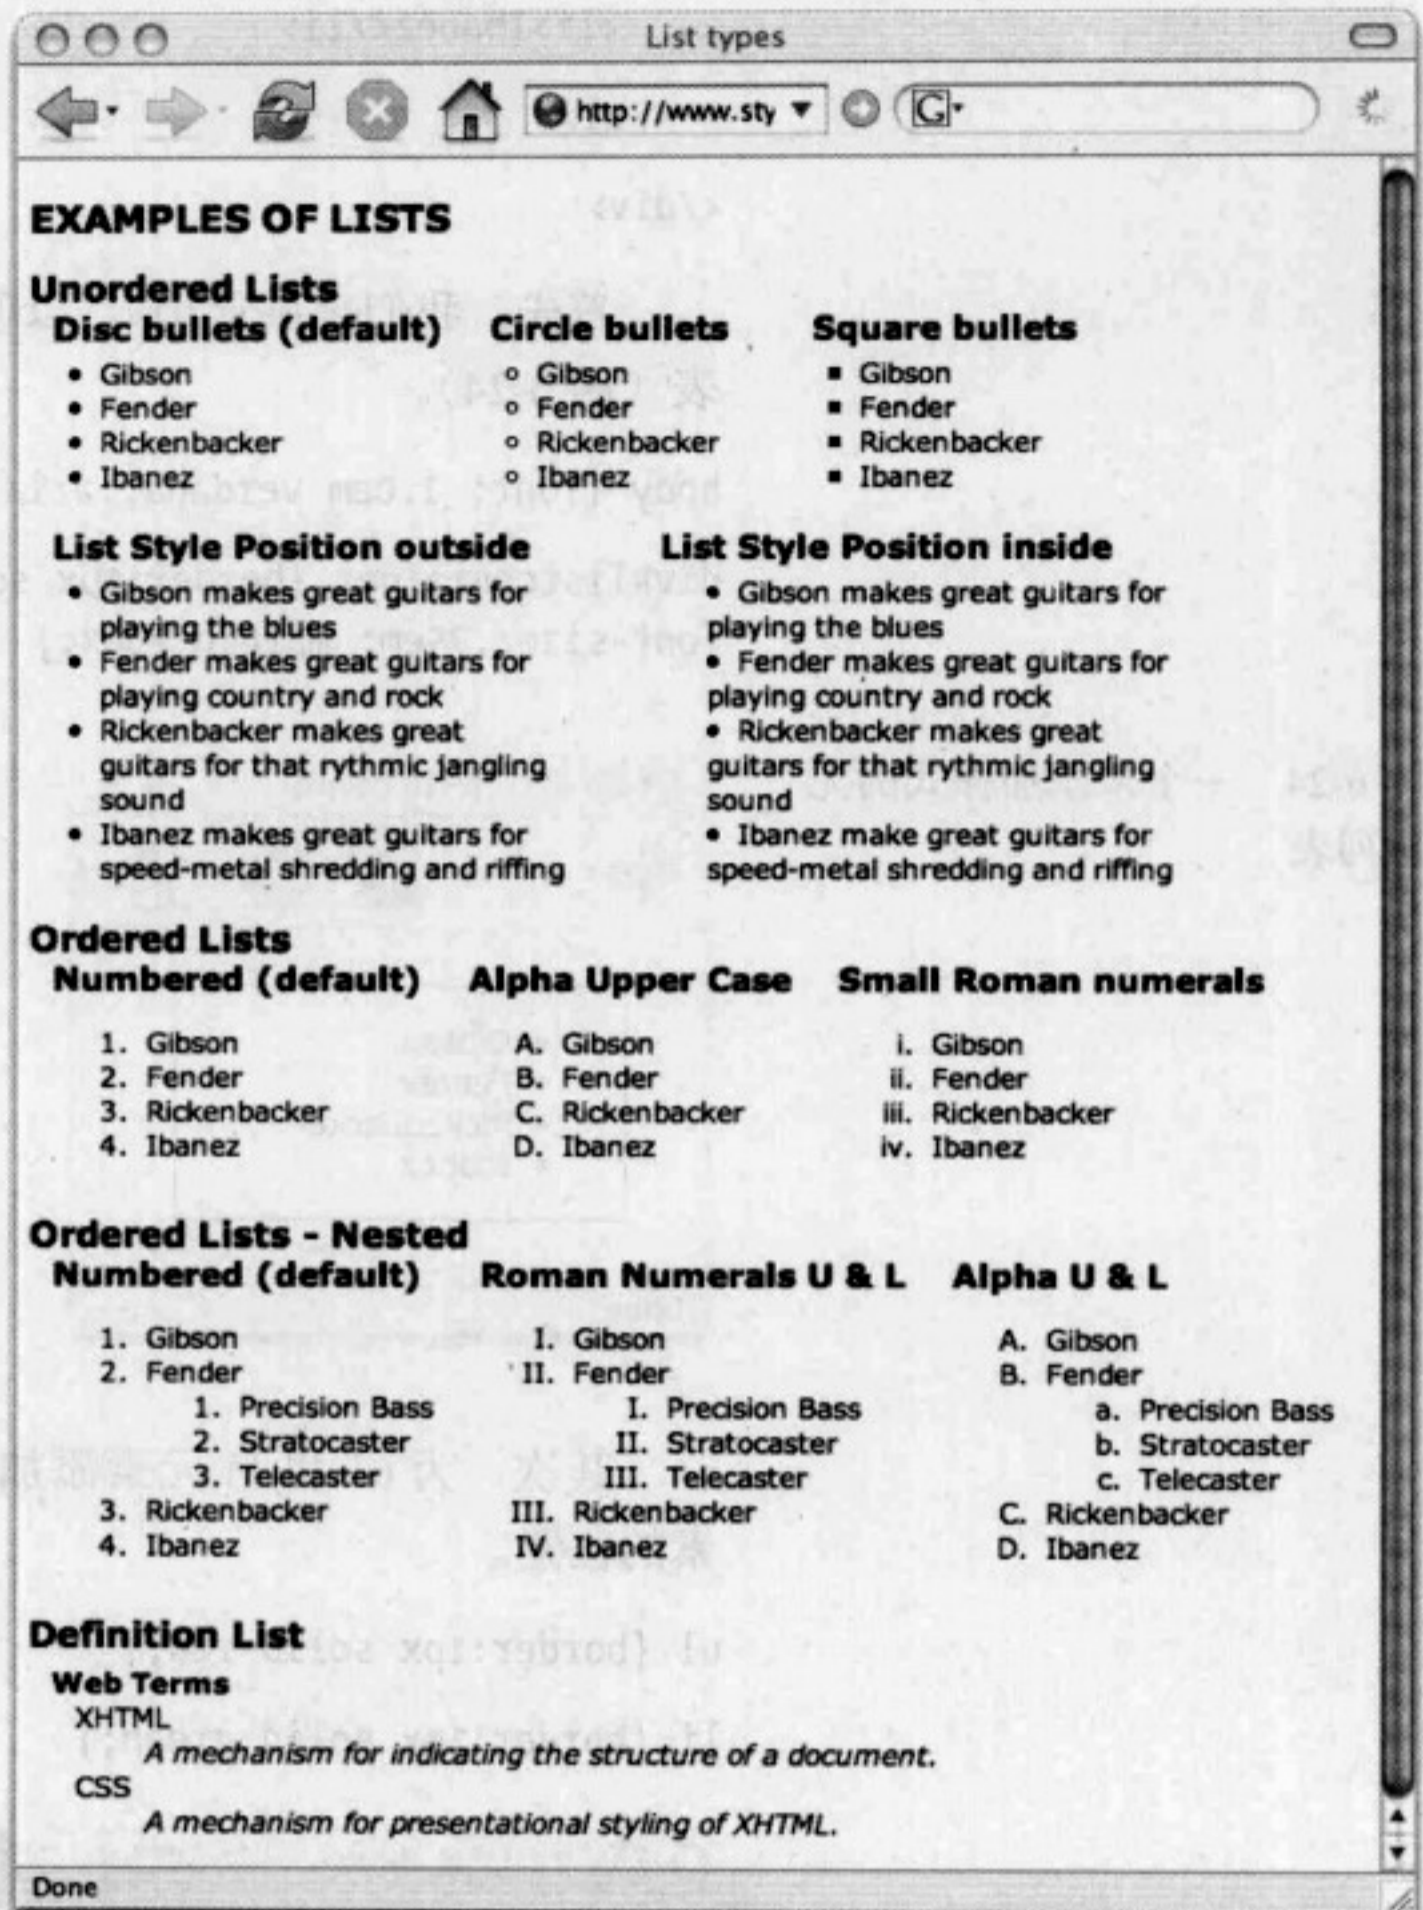 List types
http://www.sty
G
EXAMPLES OF LISTS
Unordered Lists
Disc bullets (default)
• Gibson
• Fender
• Rickenbacker
• Ibanez
Circle bullets
○ Gibson
○ Fender
○ Rickenbacker
○ Ibanez
Square bullets
▪ Gibson
▪ Fender
▪ Rickenbacker
▪ Ibanez
List Style Position outside
• Gibson makes great guitars for
playing the blues
• Fender makes great guitars for
playing country and rock
• Rickenbacker makes great
guitars for that rythmic jangling
sound
• Ibanez makes great guitars for
speed-metal shredding and riffing
List Style Position inside
• Gibson makes great guitars for
playing the blues
• Fender makes great guitars for
playing country and rock
• Rickenbacker makes great
guitars for that rythmic jangling
sound
• Ibanez make great guitars for
speed-metal shredding and riffing
Ordered Lists
Numbered (default)
1. Gibson
2. Fender
3. Rickenbacker
4. Ibanez
Alpha Upper Case
A. Gibson
B. Fender
C. Rickenbacker
D. Ibanez
Small Roman numerals
i. Gibson
ii. Fender
iii. Rickenbacker
iv. Ibanez
Ordered Lists - Nested
Numbered (default)
1. Gibson
2. Fender
1. Precision Bass
2. Stratocaster
3. Telecaster
3. Rickenbacker
4. Ibanez
Roman Numerals U & L
I. Gibson
II. Fender
I. Precision Bass
II. Stratocaster
III. Telecaster
III. Rickenbacker
IV. Ibanez
Alpha U & L
A. Gibson
B. Fender
a. Precision Bass
b. Stratocaster
c. Telecaster
C. Rickenbacker
D. Ibanez
Definition List
Web Terms
XHTML
A mechanism for indicating the structure of a document.
CSS
A mechanism for presentational styling of XHTML.
Done